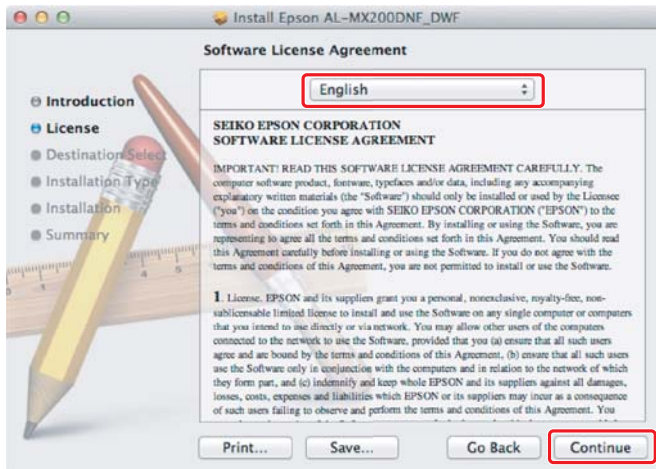 Install Epson AL-MX200DNF_DWF
Software License Agreement
Introduction
License
Destination Select
Installation Type
Installation
Summary
English
SEIKO EPSON CORPORATION
SOFTWARE LICENSE AGREEMENT
IMPORTANT! READ THIS SOFTWARE LICENSE AGREEMENT CAREFULLY. The
computer software product, fontware, typefaces and/or data, including any accompanying
explanatory written materials (the "Software") should only be installed or used by the Licensee
("you") on the condition you agree with SEIKO EPSON CORPORATION ("EPSON") to the
terms and conditions set forth in this Agreement. By installing or using the Software, you are
representing to agree all the terms and conditions set forth in this Agreement. You should read
this Agreement carefully before installing or using the Software. If you do not agree with the
terms and conditions of this Agreement, you are not permitted to install or use the Software.
1. License. EPSON and its suppliers grant you a personal, nonexclusive, royalty-free, non-
sublicensable limited license to install and use the Software on any single computer or computers
that you intend to use directly or via network. You may allow other users of the computers
connected to the network to use the Software, provided that you (a) ensure that all such users
agree and are bound by the terms and conditions of this Agreement, (b) ensure that all such users
use the Software only in conjunction with the computers and in relation to the network of which
they form part, and (c) indemnify and keep whole EPSON and its suppliers against all damages,
losses, costs, expenses and liabilities which EPSON or its suppliers may incur as a consequence
of such users failing to observe and perform the terms and conditions of this Agreement. You
Print...
Save...
Go Back
Continue